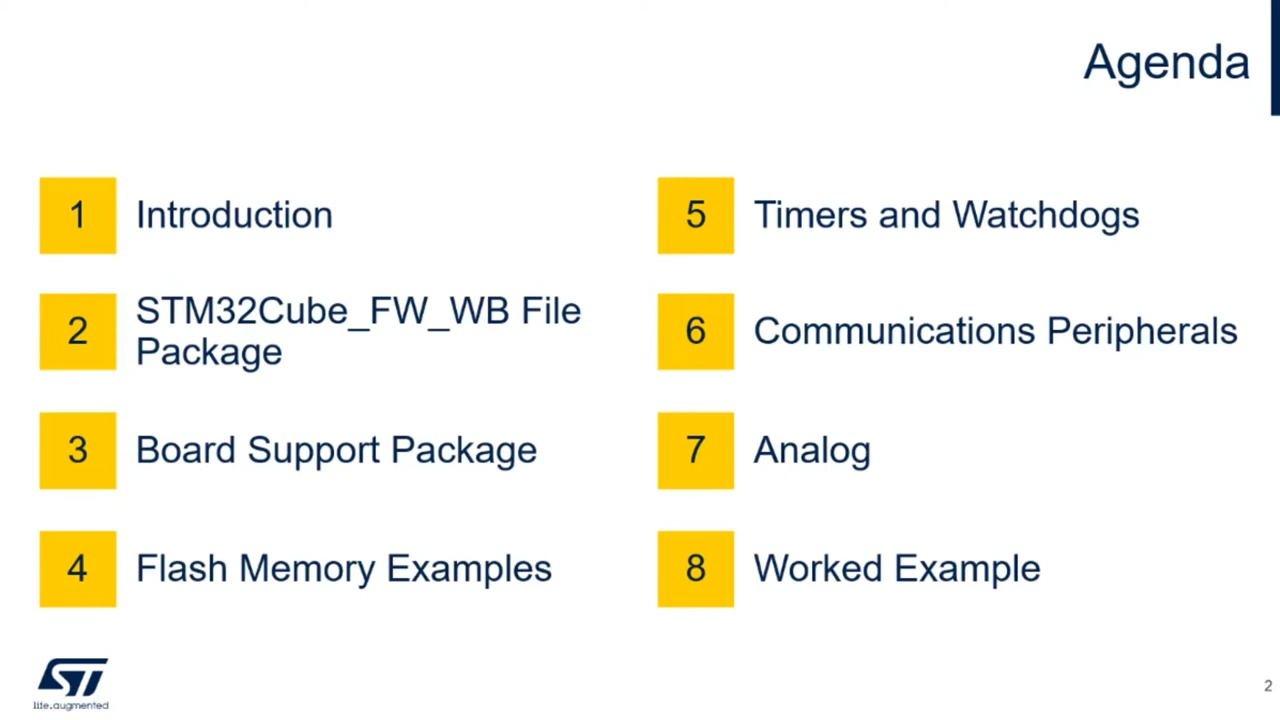 Agenda
1 Introduction
2 STM32Cube_FW_WB File
Package
3 Board Support Package
4 Flash Memory Examples
5 Timers and Watchdogs
6 Communications Peripherals
7 Analog
8 Worked Example
ST
life.augmented
2